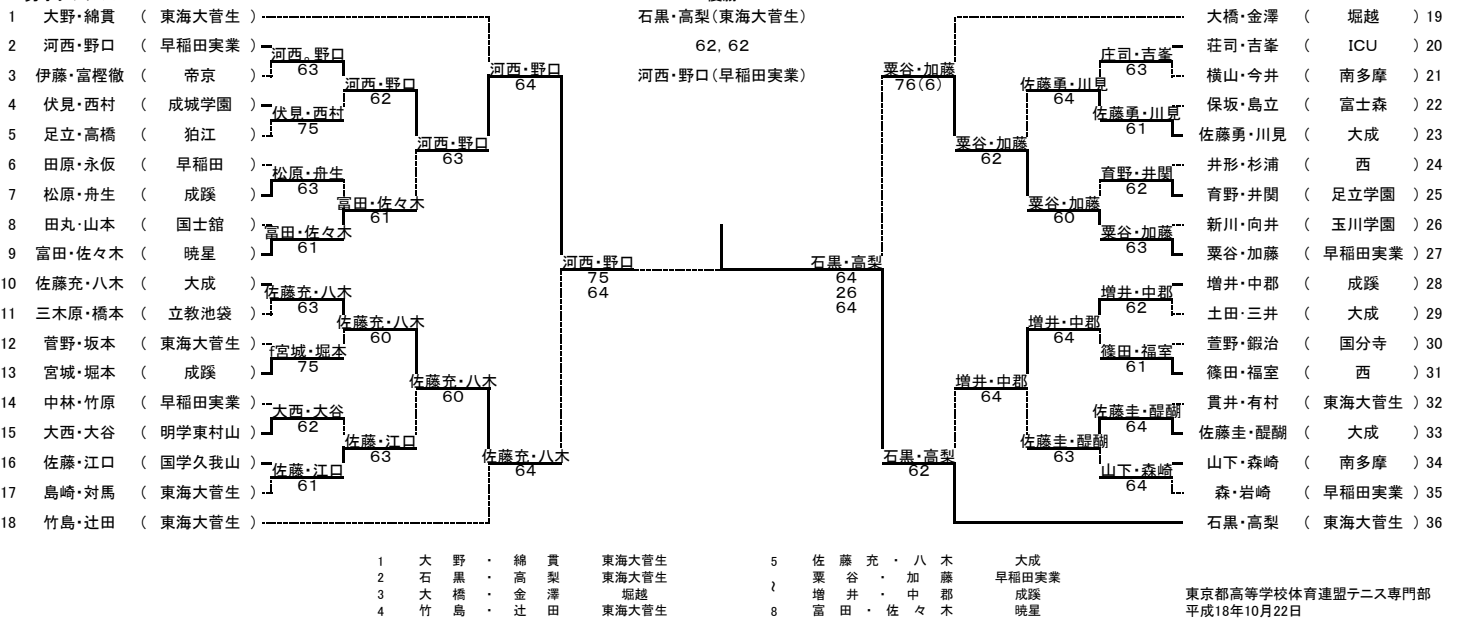 1 大野・綿貫 ( 東海大菅生 )
2 河西・野口 ( 早稲田実業 )
3 伊藤・富樫徹 ( 帝京 )
4 伏見・西村 ( 成城学園 )
5 足立・高橋 ( 狛江 )
6 田原・永仮 ( 早稲田 )
7 松原・舟生 ( 成蹊 )
8 田丸・山本 ( 国士舘 )
9 富田・佐々木 ( 暁星 )
10 佐藤充・八木 ( 大成 )
11 三木原・橋本 ( 立教池袋 )
12 菅野・坂本 ( 東海大菅生 )
13 宮城・堀本 ( 成蹊 )
14 中林・竹原 ( 早稲田実業 )
15 大西・大谷 ( 明学東村山 )
16 佐藤・江口 ( 国学久我山 )
17 島崎・対馬 ( 東海大菅生 )
18 竹島・辻田 ( 東海大菅生 )
河西。野口
63
伏見・西村
75
松原・舟生
63
富田・佐々木
61
佐藤充・八木
63
f宮城・堀本
75
大西・大谷
62
佐藤・江口
61
河西・野口
62
富田・佐々木
61
佐藤充・八木
60
佐藤・江口
63
河西・野口
63
佐藤充・八木
60
河西・野口
64
佐藤充・八木
64
河西・野口
75
64
石黒・高梨(東海大菅生)
62, 62
河西・野口(早稲田実業)
石黒・高梨
64
26
64
粟谷・加藤
76(6)
石黒・高梨
62
粟谷・加藤
62
増井・中郡
64
佐藤勇・川見
64
粟谷・加藤
60
増井・中郡
64
佐藤圭・醍醐
63
庄司・吉峯
63
佐藤勇・川見
61
育野・井関
62
粟谷・加藤
63
増井・中郡
62
篠田・福室
61
佐藤圭・醍醐
64
山下・森崎
64
大橋・金澤 ( 堀越 ) 19
荘司・吉峯 ( ICU ) 20
横山・今井 ( 南多摩 ) 21
保坂・島立 ( 富士森 ) 22
佐藤勇・川見 ( 大成 ) 23
井形・杉浦 ( 西 ) 24
育野・井関 ( 足立学園 ) 25
新川・向井 ( 玉川学園 ) 26
粟谷・加藤 ( 早稲田実業 ) 27
増井・中郡 ( 成蹊 ) 28
土田・三井 ( 大成 ) 29
萱野・鍜治 ( 国分寺 ) 30
篠田・福室 ( 西 ) 31
貫井・有村 ( 東海大菅生 ) 32
佐藤圭・醍醐 ( 大成 ) 33
山下・森崎 ( 南多摩 ) 34
森・岩崎 ( 早稲田実業 ) 35
石黒・高梨 ( 東海大菅生 ) 36
1 大野・綿貫 東海大菅生
2 石黒・高梨 東海大菅生
3 大橋・金澤 堀越
4 竹島・辻田 東海大菅生
5 佐藤充・八木 大成
～ 粟谷・加藤 早稲田実業
増井・中郡 成蹊
8 富田・佐々木 暁星
東京都高等学校体育連盟テニス専門部
平成18年10月22日